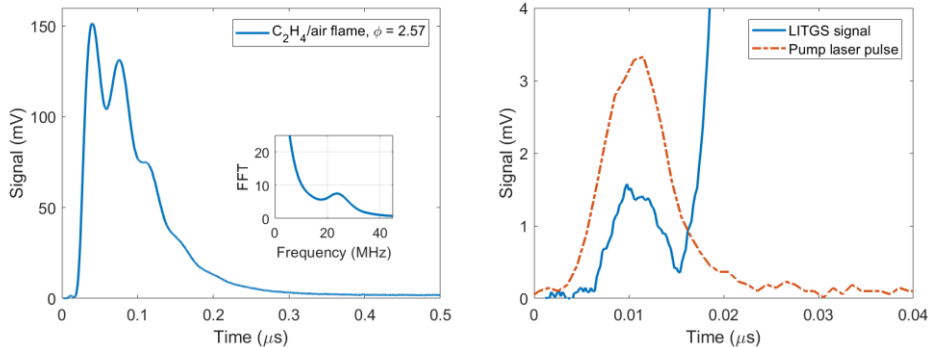 C₂H₄/air flame, ϕ = 2.57
Signal (mV)
150
100
50
0
0 0.1 0.2 0.3 0.4 0.5
Time (μs)
FFT
20
10
0
0 20 40
Frequency (MHz)
LITGS signal
Pump laser pulse
Signal (mV)
4
3
2
1
0
0 0.01 0.02 0.03 0.04
Time (μs)